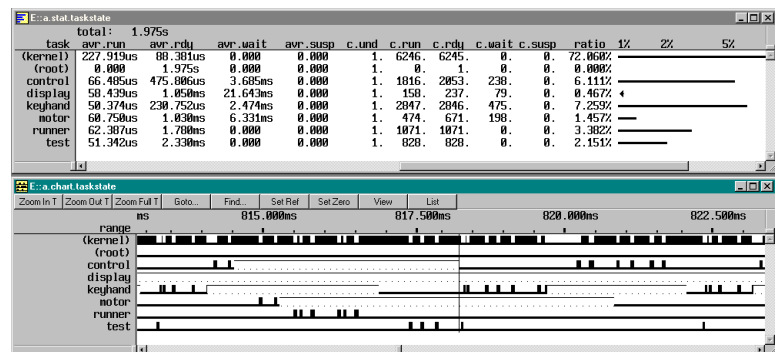 E::a.stat.taskstate
total: 1.975s
task avr.run avr.rdy avr.wait avr.susp c.und c.run c.rdy c.wait c.susp ratio 1% 2% 5%
(kernel) 227.919us 88.381us 0.000 0.000 1. 6246. 6245. 0. 0. 72.060%
(root) 0.000 1.975s 0.000 0.000 1. 0. 1. 0. 0. 0.000%
control 66.485us 475.806us 3.685ms 0.000 1. 1816. 2053. 238. 0. 6.111%
display 58.439us 1.050ms 21.643ms 0.000 1. 158. 237. 79. 0. 0.467%
keyhand 50.374us 230.752us 2.474ms 0.000 1. 2847. 2846. 475. 0. 7.259%
motor 60.750us 1.030ms 6.331ms 0.000 1. 474. 671. 198. 0. 1.457%
runner 62.387us 1.780ms 0.000 0.000 1. 1071. 1071. 0. 0. 3.382%
test 51.342us 2.330ms 0.000 0.000 1. 828. 828. 0. 0. 2.151%
E::a.chart.taskstate
Zoom In T Zoom Out T Zoom Full T Goto... Find... Set Ref Set Zero View List
ms 815.000ms 817.500ms 820.000ms 822.500ms
range
(kernel)
(root)
control
display
keyhand
motor
runner
test